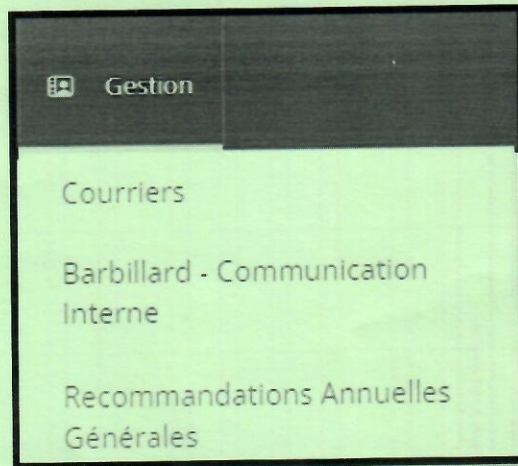 Gestion
Courriers
Barbillard - Communication
Interne
Recommandations Annuelles
Générales